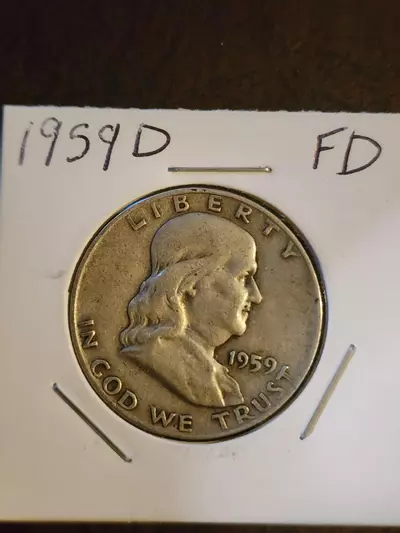 1959D FD
LIBERTY
1959
IN GOD WE TRUST